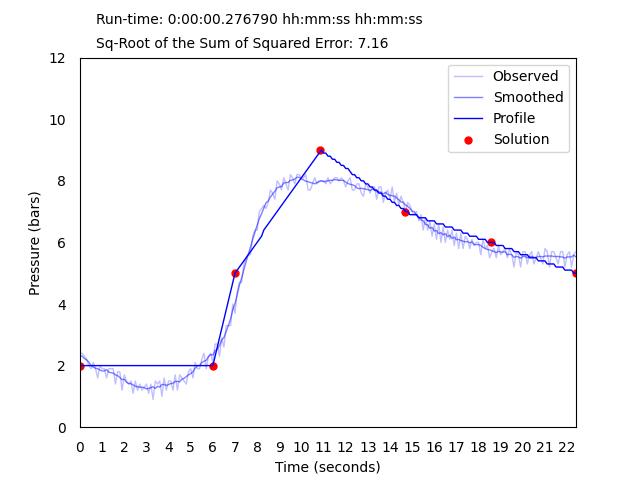 Run-time: 0:00:00.276790 hh:mm:ss hh:mm:ss
Sq-Root of the Sum of Squared Error: 7.16
12
10
8
6
4
2
0
Pressure (bars)
Observed
Smoothed
Profile
Solution
0 1 2 3 4 5 6 7 8 9 10 11 12 13 14 15 16 17 18 19 20 21 22
Time (seconds)